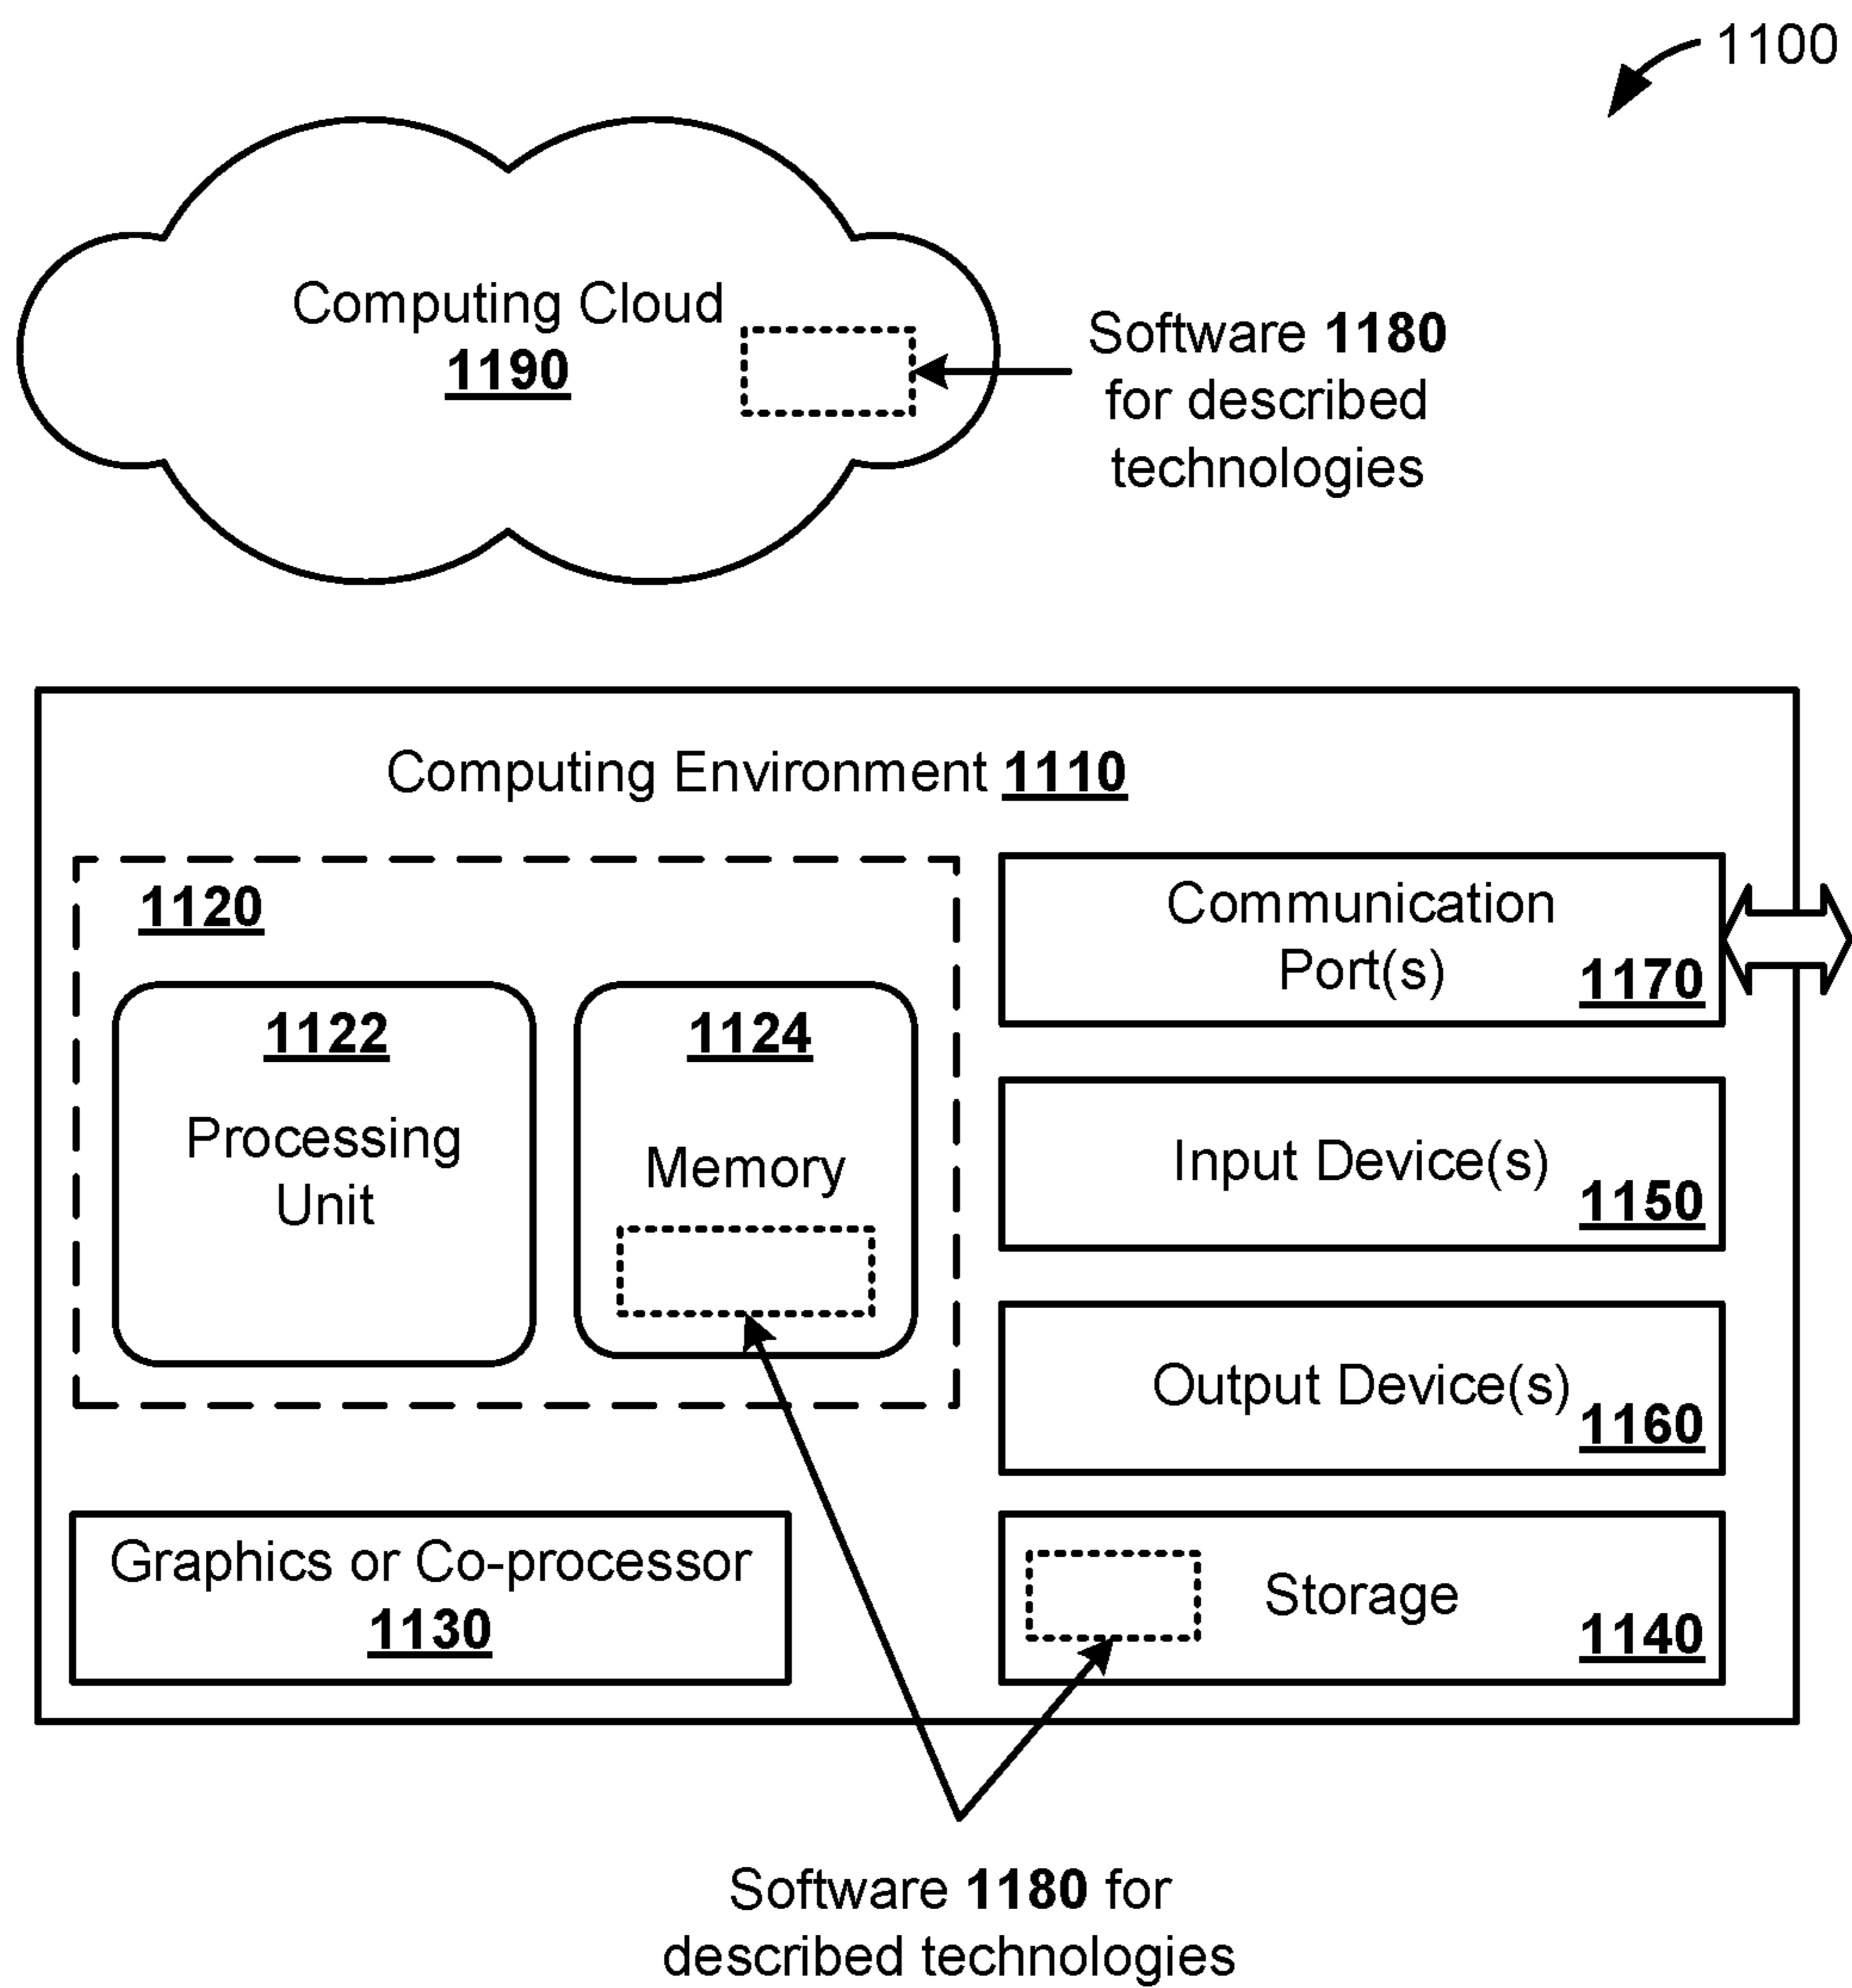 1100
Computing Cloud
1190
Software 1180
for described
technologies
Computing Environment 1110
1120
1122
Processing
Unit
1124
Memory
Communication
Port(s)
1170
Input Device(s)
1150
Output Device(s)
1160
Graphics or Co-processor
1130
Storage
1140
Software 1180 for
described technologies